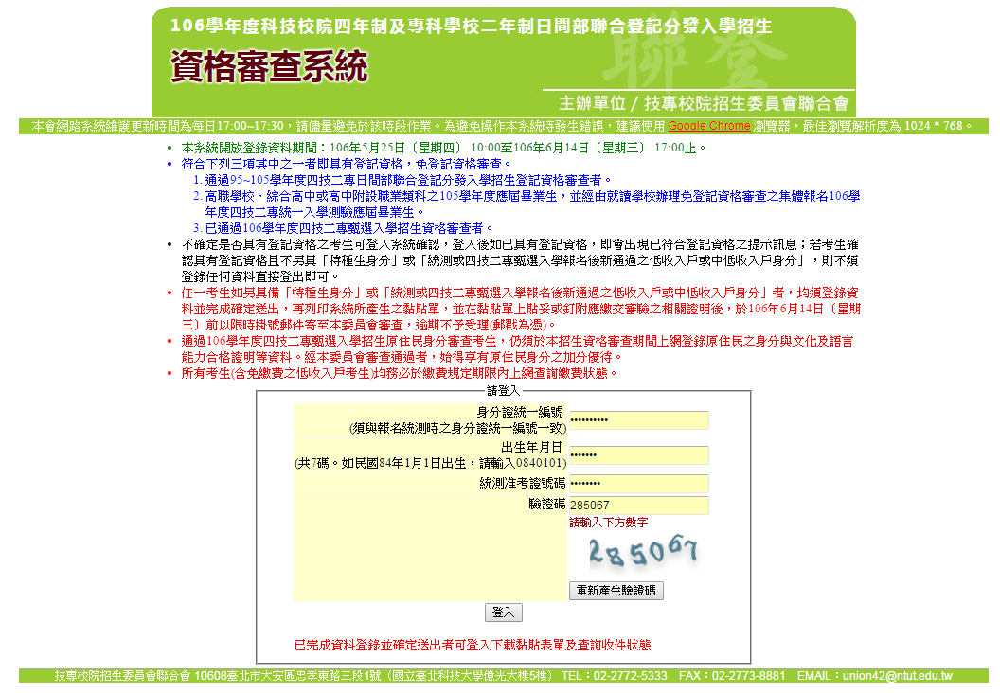 聯登
106學年度科技校院四年制及專科學校二年制日間部聯合登記分發入學招生
資格審查系統
主辦單位 / 技專校院招生委員會聯合會
本會網路系統維護更新時間為每日17:00~17:30，請儘量避免於該時段作業。為避免操作本系統時發生錯誤，建議使用 Google Chrome 瀏覽器，最佳瀏覽解析度為 1024 * 768。
• 本系統開放登錄資料期間：106年5月25日〔星期四〕 10:00至106年6月14日〔星期三〕 17:00止。
• 符合下列三項其中之一者即具有登記資格，免登記資格審查。
1. 通過95~105學年度四技二專日間部聯合登記分發入學招生登記資格審查者。
2. 高職學校、綜合高中或高中附設職業類科之105學年度應屆畢業生，並經由就讀學校辦理免登記資格審查之集體報名106學
年度四技二專統一入學測驗應屆畢業生。
3. 已通過106學年度四技二專甄選入學招生資格審查者。
• 不確定是否具有登記資格之考生可登入系統確認，登入後如已具有登記資格，即會出現已符合登記資格之提示訊息；若考生確
認具有登記資格且不另具「特種生身分」或「統測或四技二專甄選入學報名後新通過之低收入戶或中低收入戶身分」，則不須
登錄任何資料直接登出即可。
• 任一考生如另具備「特種生身分」或「統測或四技二專甄選入學報名後新通過之低收入戶或中低收入戶身分」者，均須登錄資
料並完成確定送出，再列印系統所產生之黏貼單，並在黏貼單上貼妥或釘附應繳交審驗之相關證明後，於106年6月14日〔星期
三〕前以限時掛號郵件寄至本委員會審查，逾期不予受理(郵戳為憑)。
• 通過106學年度四技二專甄選入學招生原住民身分審查考生，仍須於本招生資格審查期間上網登錄原住民之身分與文化及語言
能力合格證明等資料。經本委員會審查通過者，始得享有原住民身分之加分優待。
• 所有考生(含免繳費之低收入戶考生)均務必於繳費規定期限內上網查詢繳費狀態。
請登入
身分證統一編號 ••••••••••
(須與報名統測時之身分證統一編號一致)
出生年月日 •••••••
(共7碼。如民國84年1月1日出生，請輸入0840101)
統測准考證號碼 ••••••••
驗證碼 285067
請輸入下方數字
285067
重新產生驗證碼
登入
已完成資料登錄並確定送出者可登入下載黏貼表單及查詢收件狀態
技專校院招生委員會聯合會 10608臺北市大安區忠孝東路三段1號（國立臺北科技大學億光大樓5樓） TEL：02-2772-5333 FAX：02-2773-8881 EMAIL：union42@ntut.edu.tw